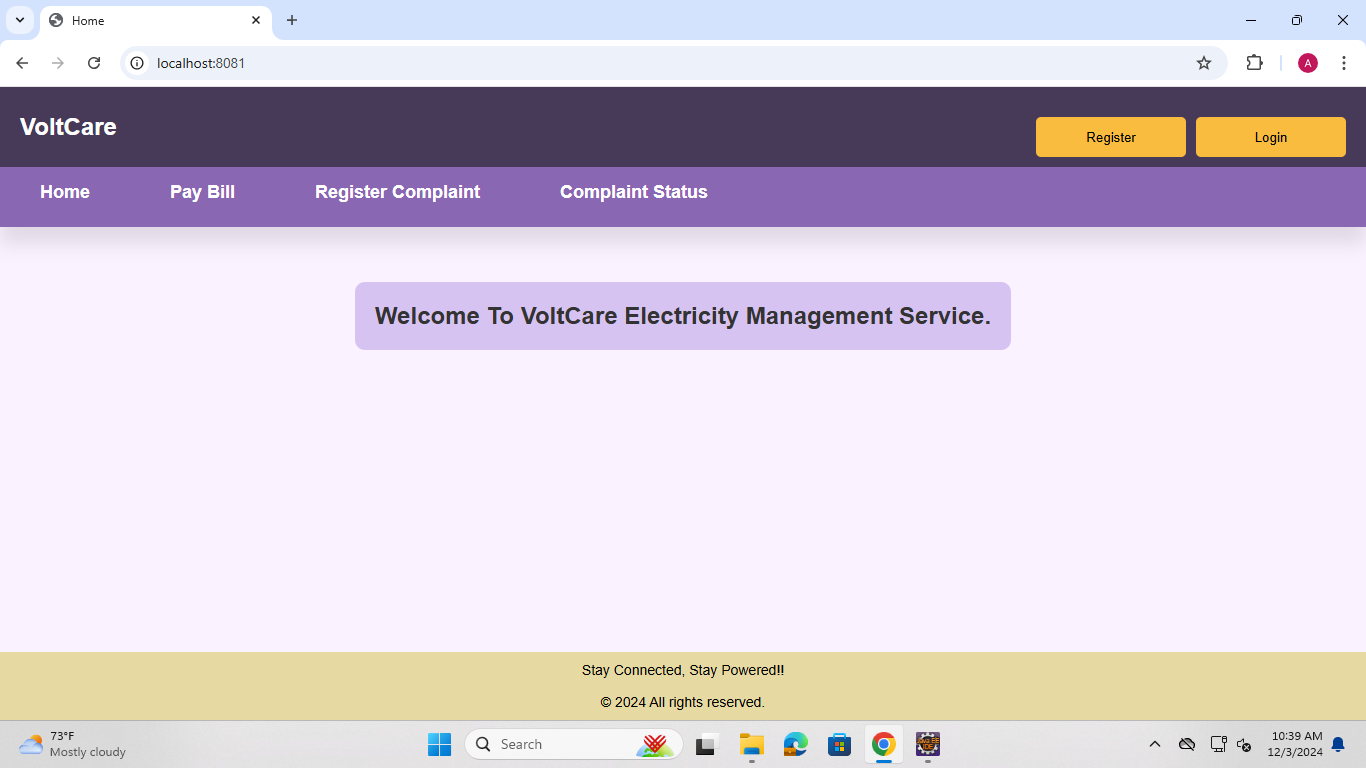 Home
localhost:8081
A
VoltCare
Register
Login
Home
Pay Bill
Register Complaint
Complaint Status
Welcome To VoltCare Electricity Management Service.
Stay Connected, Stay Powered!!
© 2024 All rights reserved.
73°F
Mostly cloudy
Search
10:39 AM
12/3/2024